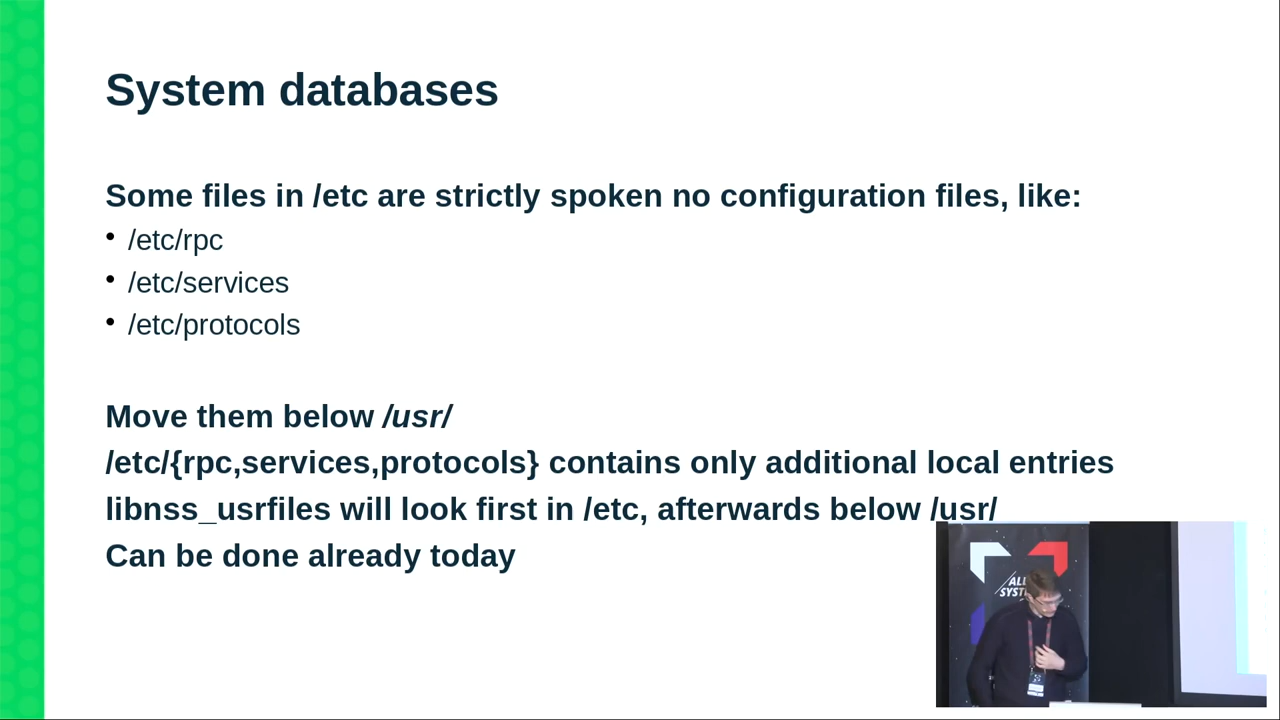 System databases
Some files in /etc are strictly spoken no configuration files, like:
• /etc/rpc
• /etc/services
• /etc/protocols
Move them below /usr/
/etc/{rpc,services,protocols} contains only additional local entries
libnss_usrfiles will look first in /etc, afterwards below /usr/
Can be done already today
ALL